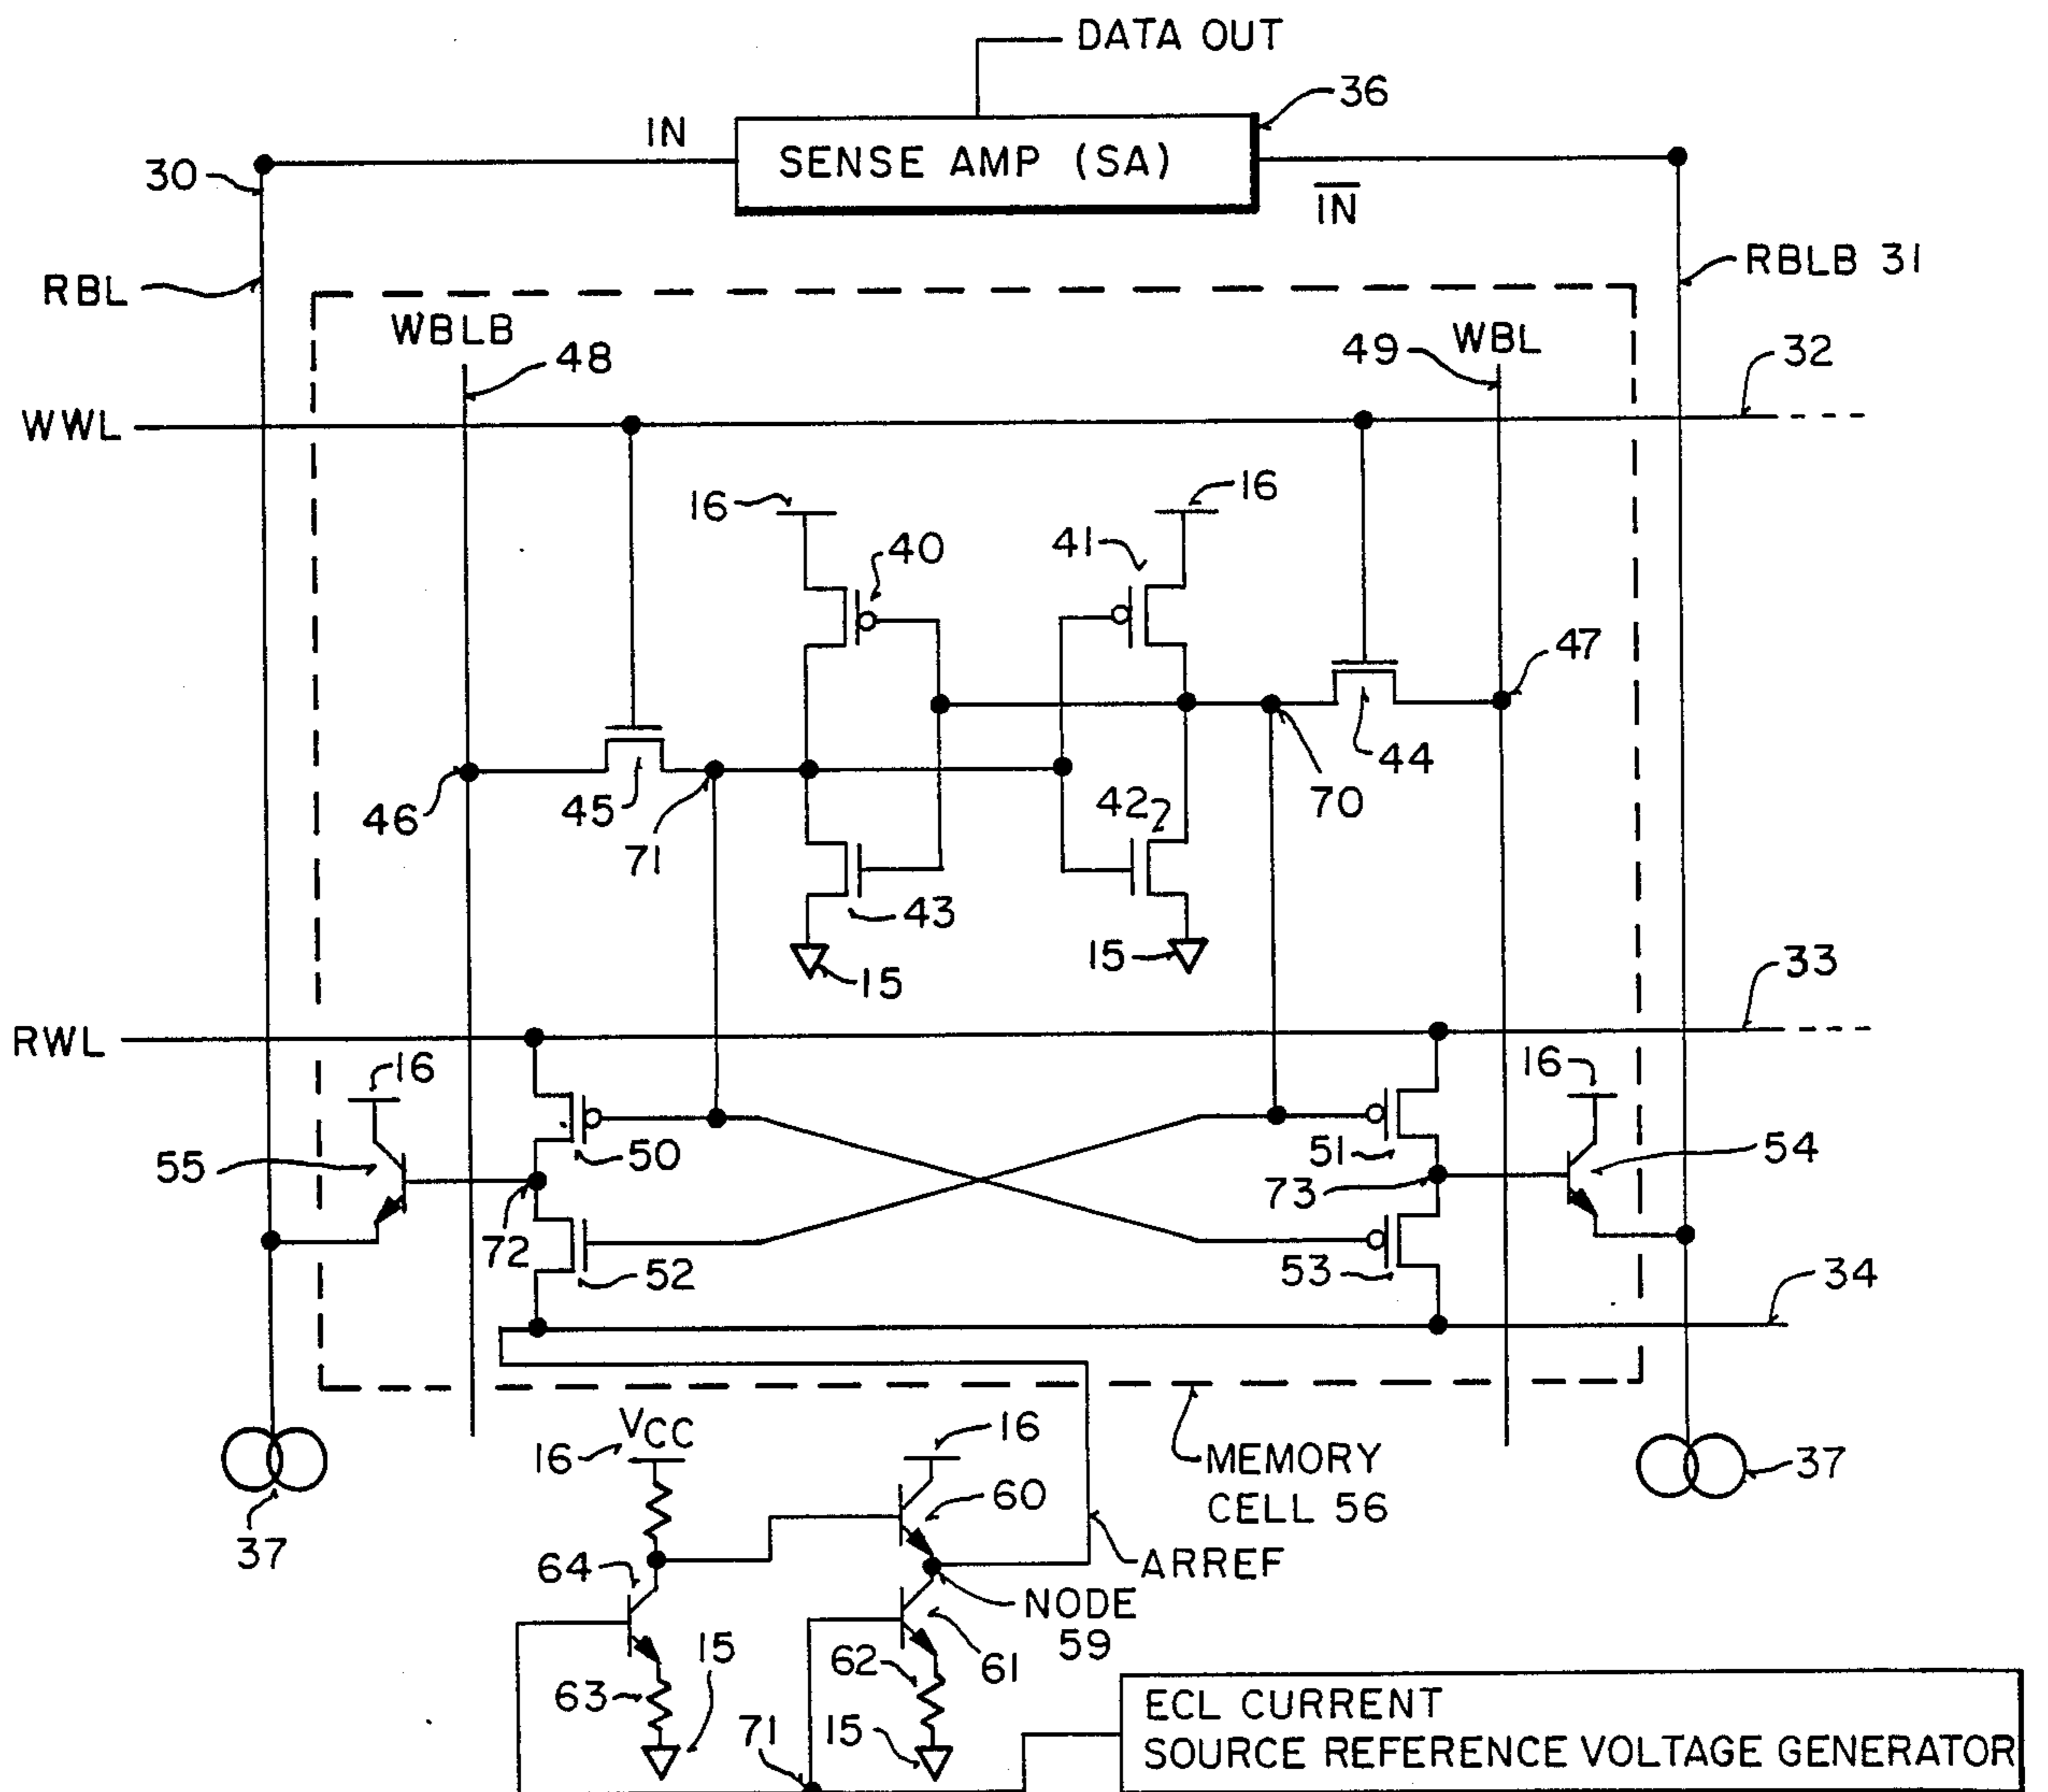 DATA OUT
36
IN
SENSE AMP (SA)
30
IN
RBLB 31
RBL
WBLB
WBL
48
49
32
WWL
16
16
40
41
47
46
45
71
42
70
44
43
15
15
33
RWL
16
16
55
50
51
54
72
73
52
53
34
VCC
16
16
MEMORY
CELL 56
37
37
60
64
ARREF
NODE
59
15
62
61
63
71
15
ECL CURRENT
SOURCE REFERENCE VOLTAGE GENERATOR